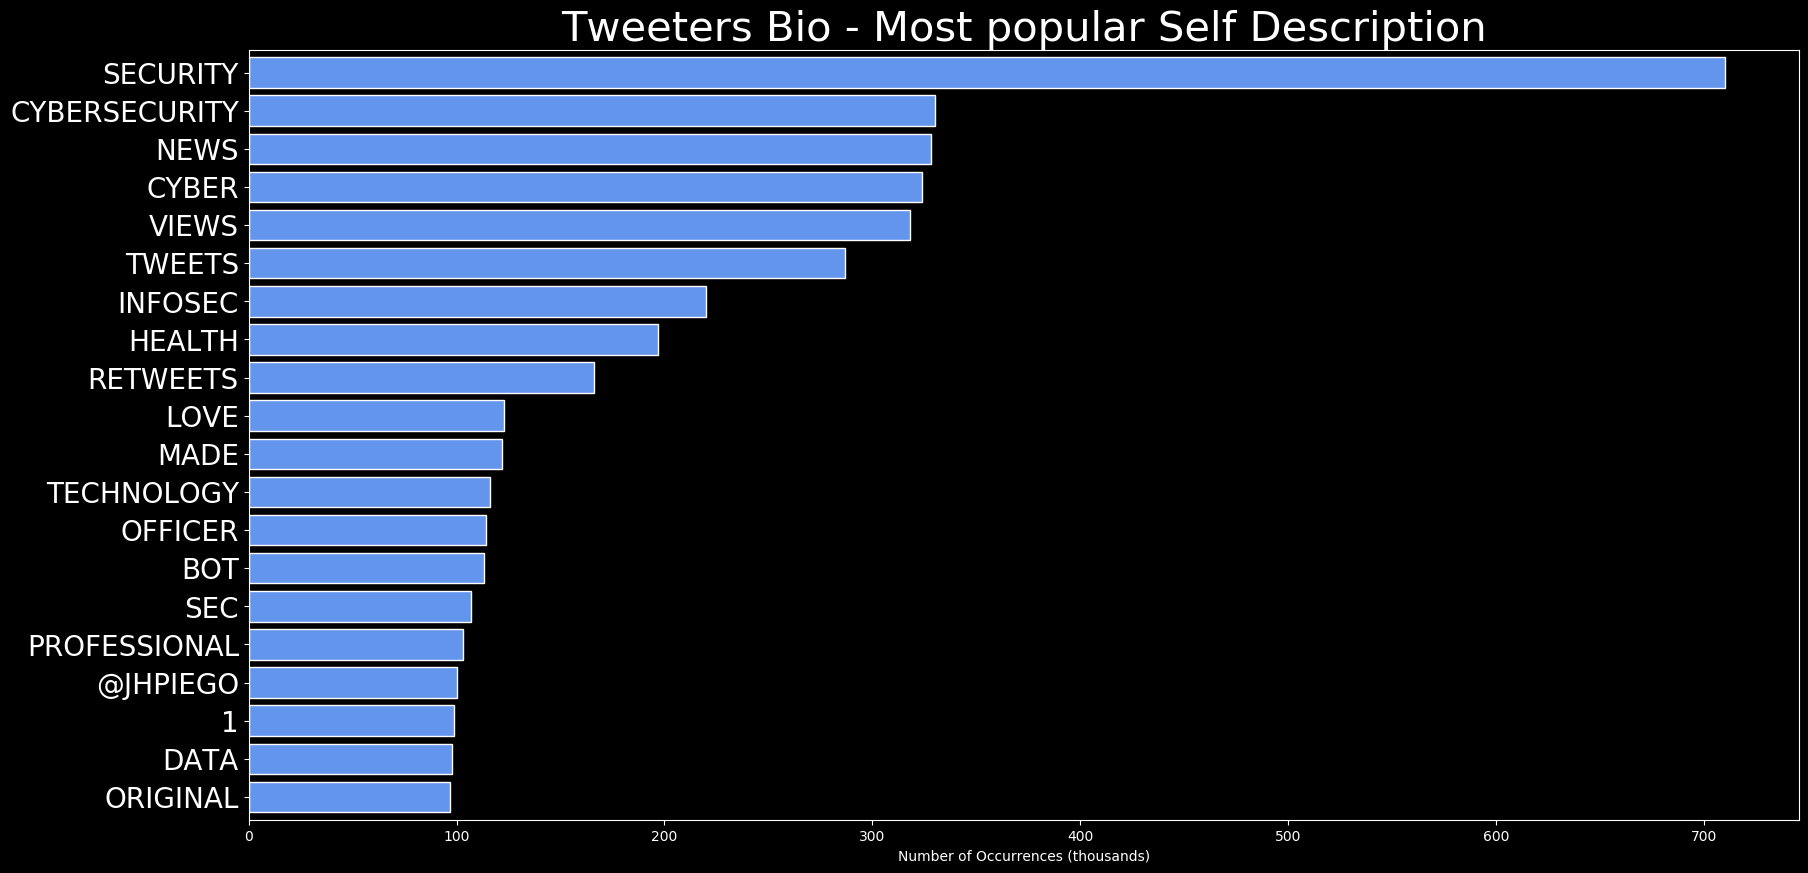 Tweeters Bio - Most popular Self Description
SECURITY
CYBERSECURITY
NEWS
CYBER
VIEWS
TWEETS
INFOSEC
HEALTH
RETWEETS
LOVE
MADE
TECHNOLOGY
OFFICER
BOT
SEC
PROFESSIONAL
@JHPIEGO
1
DATA
ORIGINAL
0 100 200 300 400 500 600 700
Number of Occurrences (thousands)